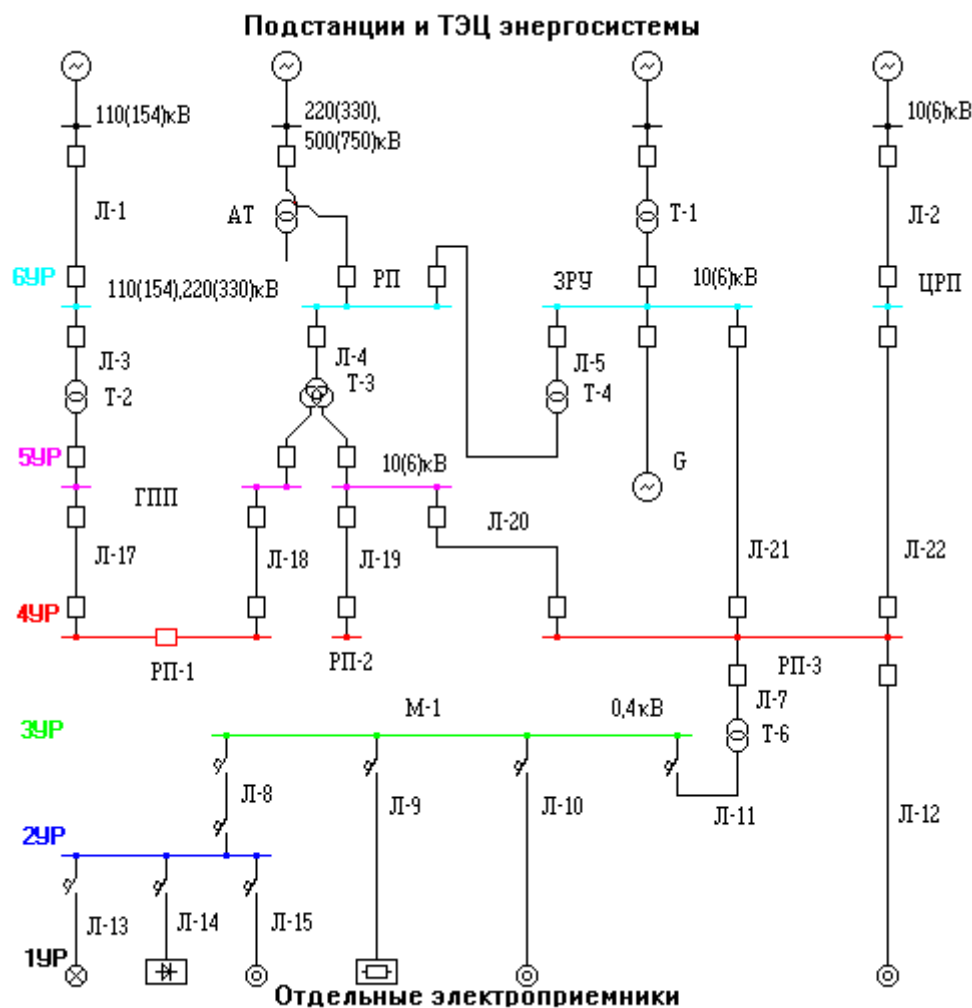 Подстанции и ТЭЦ энергосистемы
110(154)кВ
220(330),
500(750)кВ
10(6)кВ
Л-1
АТ
Т-1
Л-2
6УР
110(154),220(330)кВ
РП
ЗРУ
10(6)кВ
ЦРП
Л-3
Т-2
Л-4
Т-3
Л-5
Т-4
5УР
ГПП
10(6)кВ
G
Л-17
Л-18
Л-19
Л-20
Л-21
Л-22
4УР
РП-1
РП-2
РП-3
3УР
М-1
0,4кВ
Л-7
Т-6
Л-8
Л-9
Л-10
Л-11
Л-12
2УР
Л-13
Л-14
Л-15
1УР
Отдельные электроприемники